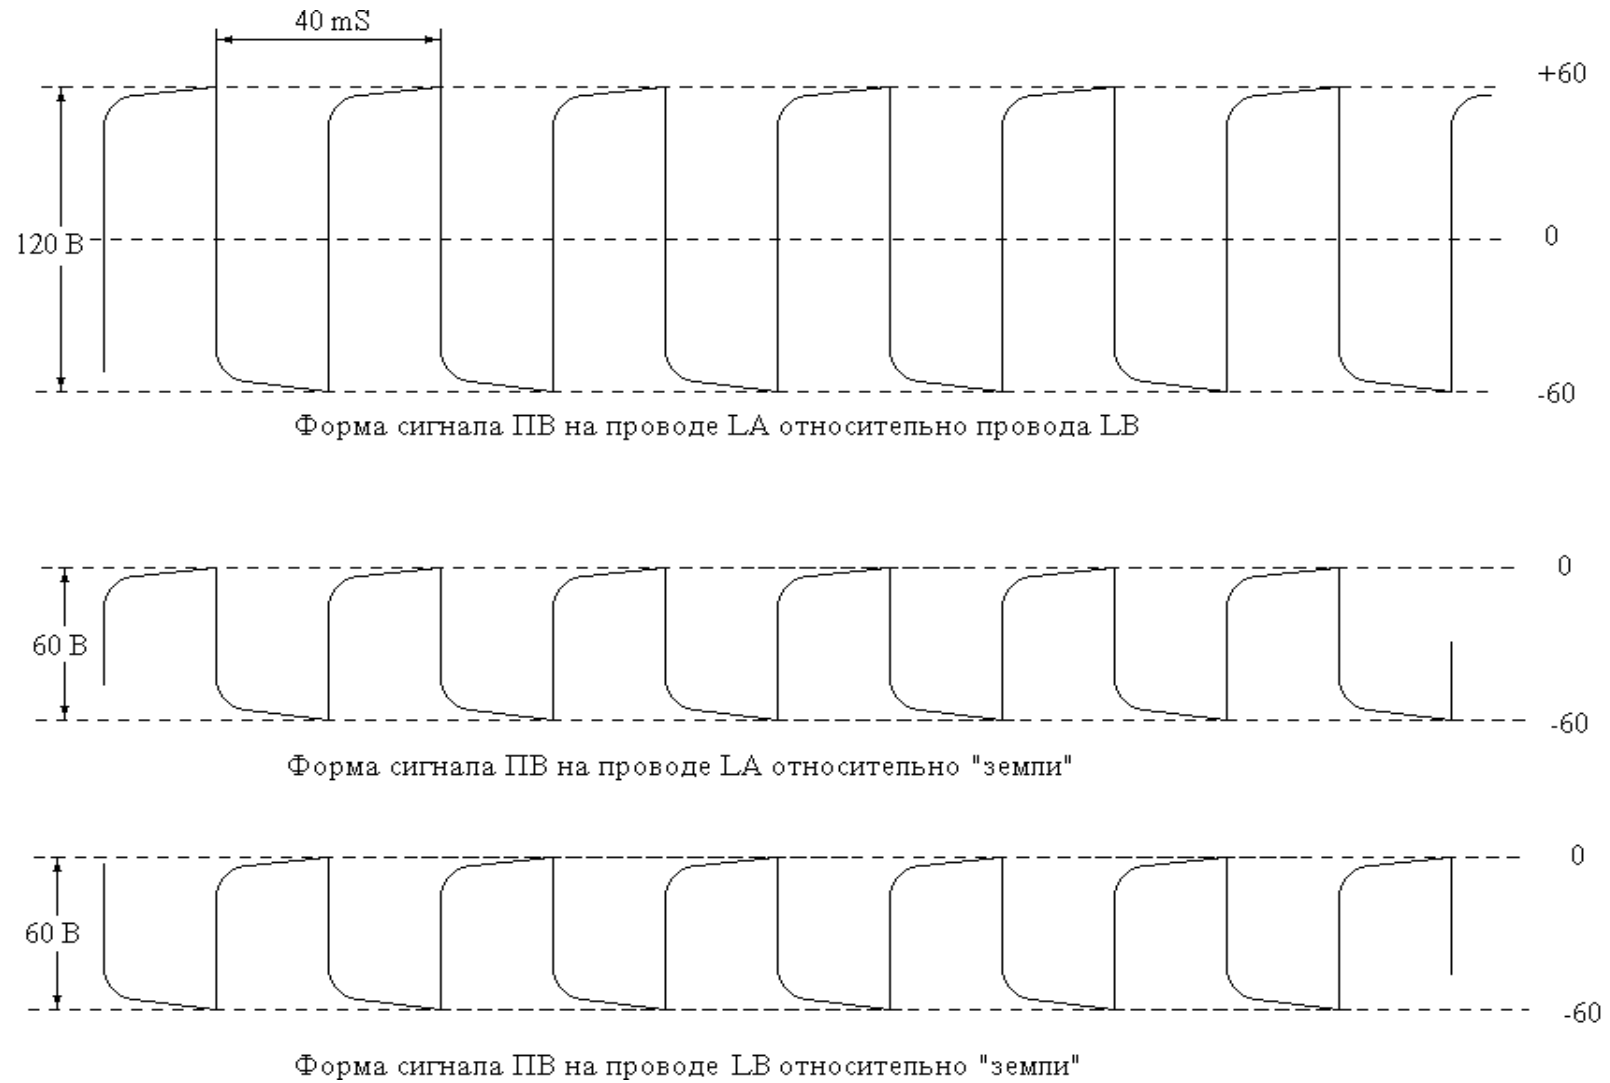 40 mS
+60
120 В
0
-60
Форма сигнала ПВ на проводе LA относительно провода LB
0
60 В
-60
Форма сигнала ПВ на проводе LA относительно "земли"
0
60 В
-60
Форма сигнала ПВ на проводе LB относительно "земли"